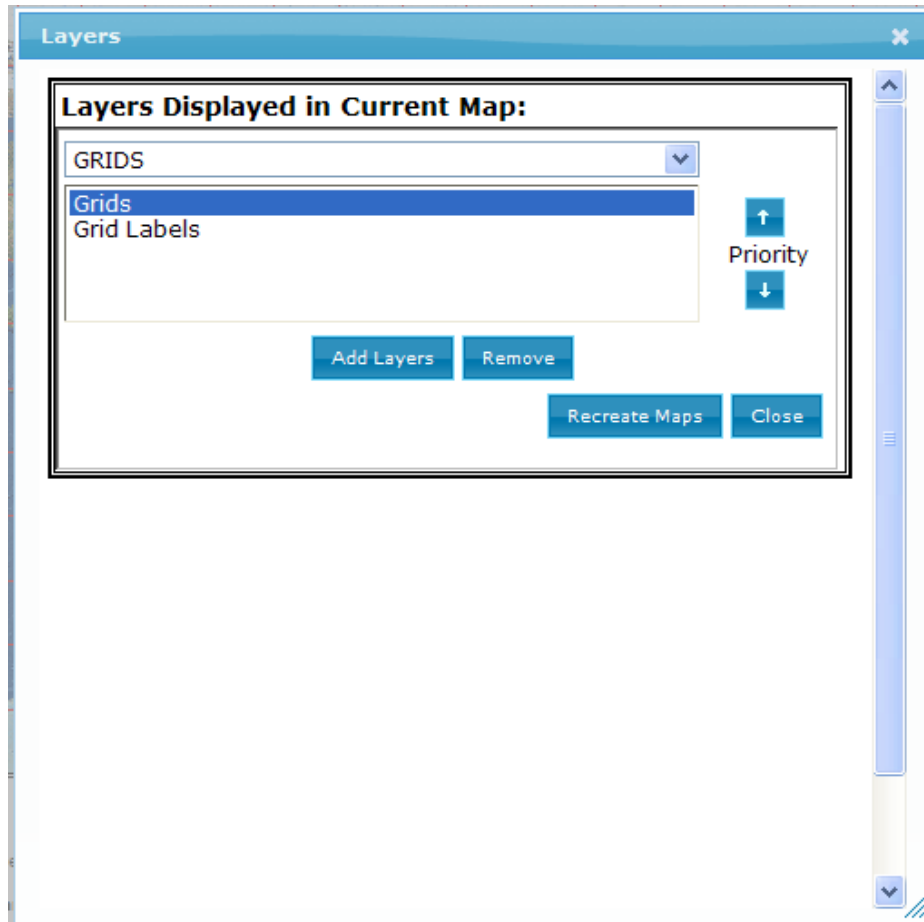 Layers
Layers Displayed in Current Map:
GRIDS
Grids
Grid Labels
Priority
Add Layers Remove
Recreate Maps Close